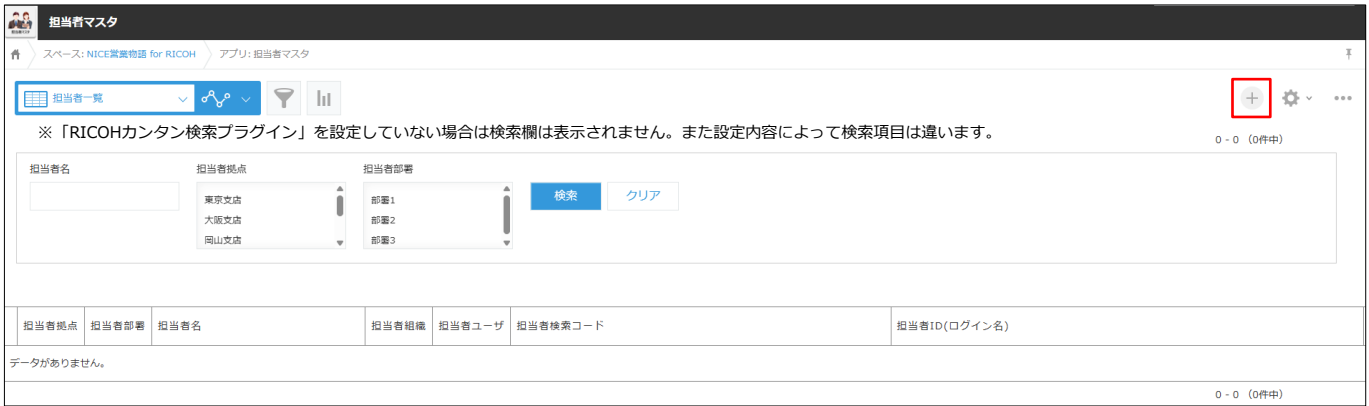 担当者マスタ
担当者マスタ
スペース: NICE営業物語 for RICOH アプリ: 担当者マスタ
担当者一覧
※「RICOHカンタン検索プラグイン」を設定していない場合は検索欄は表示されません。また設定内容によって検索項目は違います。
0 - 0 (0件中)
担当者名 担当者拠点 担当者部署
東京支店 部署1 検索 クリア
大阪支店 部署2
岡山支店 部署3
担当者拠点 担当者部署 担当者名 担当者組織 担当者ユーザ 担当者検索コード 担当者ID(ログイン名)
データがありません。
0 - 0 (0件中)